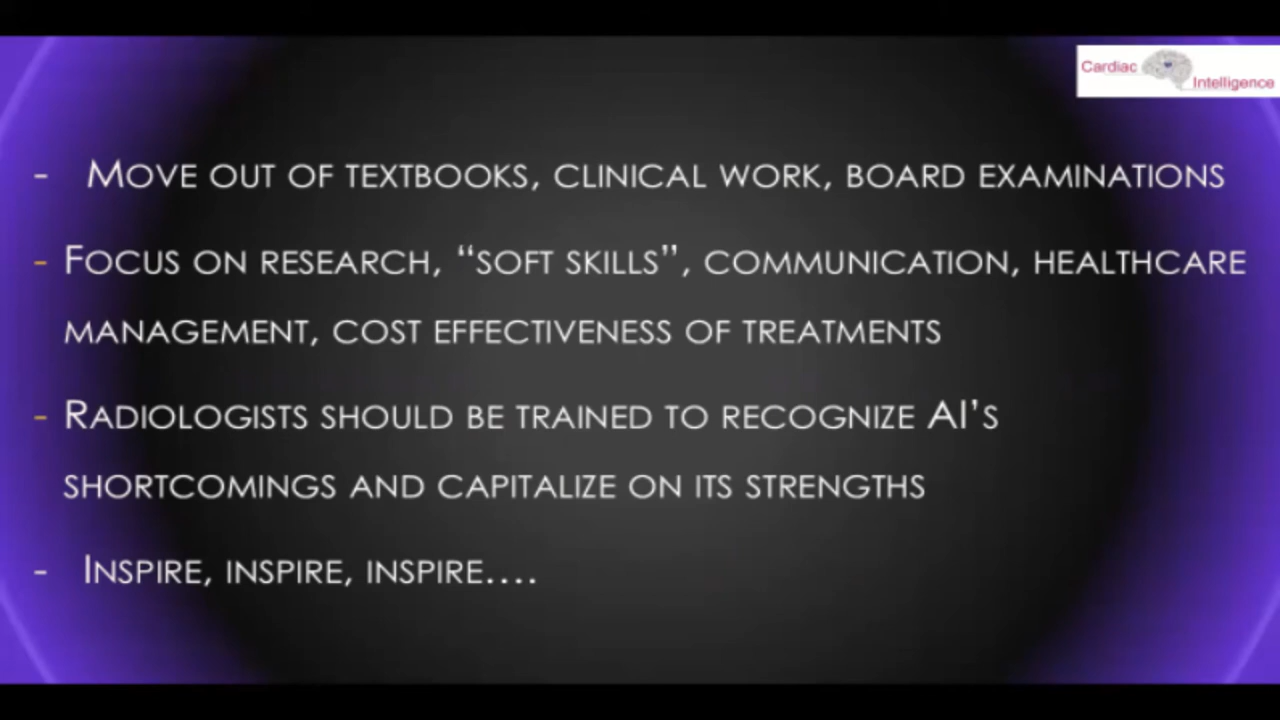 Cardiac Intelligence
- Move out of textbooks, clinical work, board examinations
- Focus on research, “soft skills”, communication, healthcare
management, cost effectiveness of treatments
- Radiologists should be trained to recognize AI’s
shortcomings and capitalize on its strengths
- Inspire, inspire, inspire....